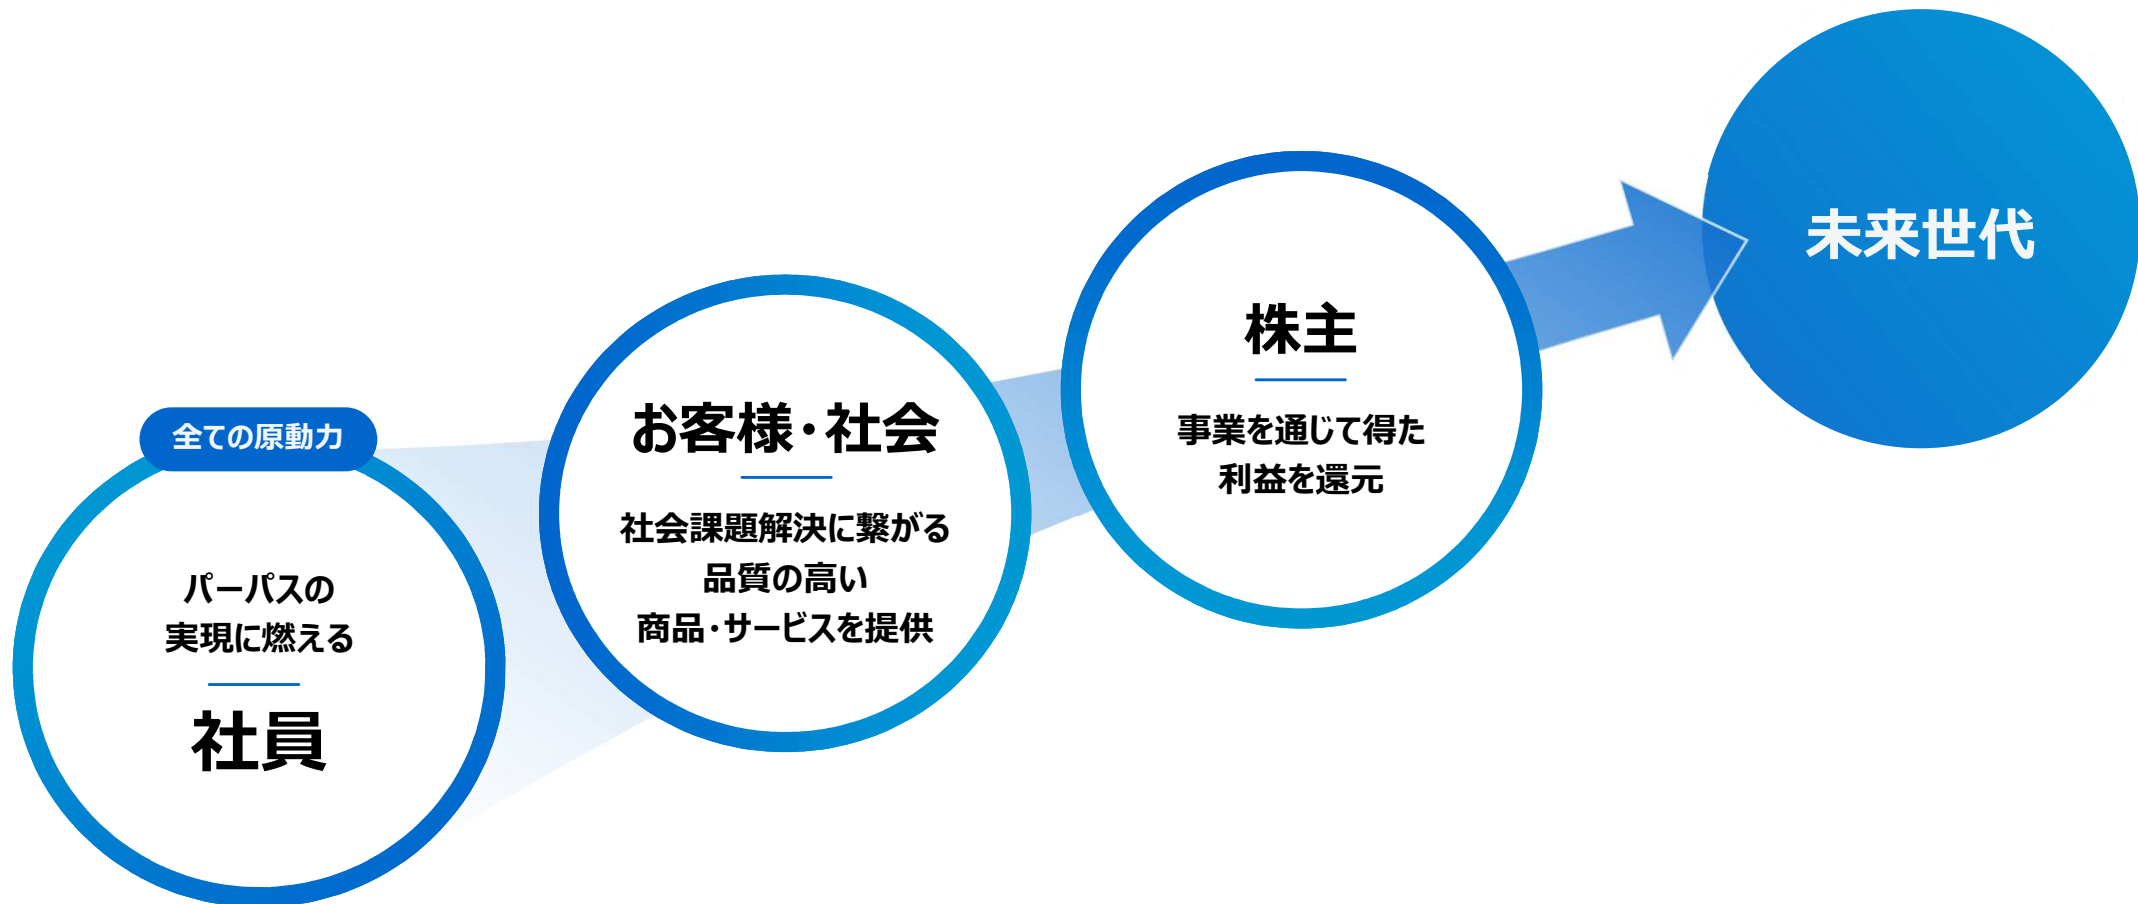 全ての原動力
パーパスの
実現に燃える
社員
お客様・社会
社会課題解決に繋がる
品質の高い
商品・サービスを提供
株主
事業を通じて得た
利益を還元
未来世代